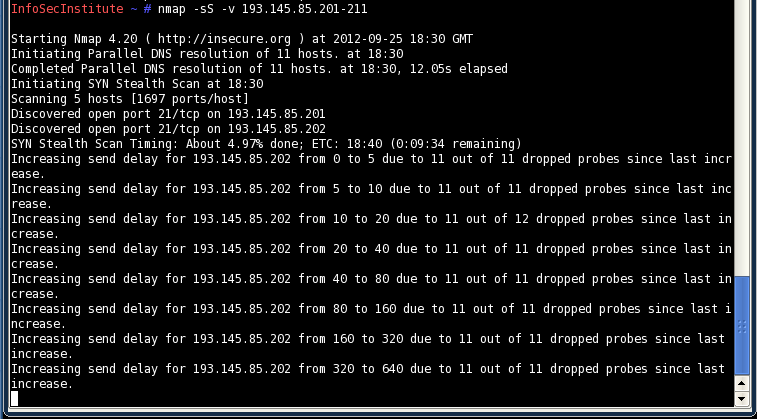 InfoSecInstitute ~ # nmap -sS -v 193.145.85.201-211
Starting Nmap 4.20 ( http://insecure.org ) at 2012-09-25 18:30 GMT
Initiating Parallel DNS resolution of 11 hosts. at 18:30
Completed Parallel DNS resolution of 11 hosts. at 18:30, 12.05s elapsed
Initiating SYN Stealth Scan at 18:30
Scanning 5 hosts [1697 ports/host]
Discovered open port 21/tcp on 193.145.85.201
Discovered open port 21/tcp on 193.145.85.202
SYN Stealth Scan Timing: About 4.97% done; ETC: 18:40 (0:09:34 remaining)
Increasing send delay for 193.145.85.202 from 0 to 5 due to 11 out of 11 dropped probes since last incr
ease.
Increasing send delay for 193.145.85.202 from 5 to 10 due to 11 out of 11 dropped probes since last inc
rease.
Increasing send delay for 193.145.85.202 from 10 to 20 due to 11 out of 12 dropped probes since last in
crease.
Increasing send delay for 193.145.85.202 from 20 to 40 due to 11 out of 11 dropped probes since last in
crease.
Increasing send delay for 193.145.85.202 from 40 to 80 due to 11 out of 11 dropped probes since last in
crease.
Increasing send delay for 193.145.85.202 from 80 to 160 due to 11 out of 11 dropped probes since last i
ncrease.
Increasing send delay for 193.145.85.202 from 160 to 320 due to 11 out of 11 dropped probes since last
increase.
Increasing send delay for 193.145.85.202 from 320 to 640 due to 11 out of 11 dropped probes since last
increase.